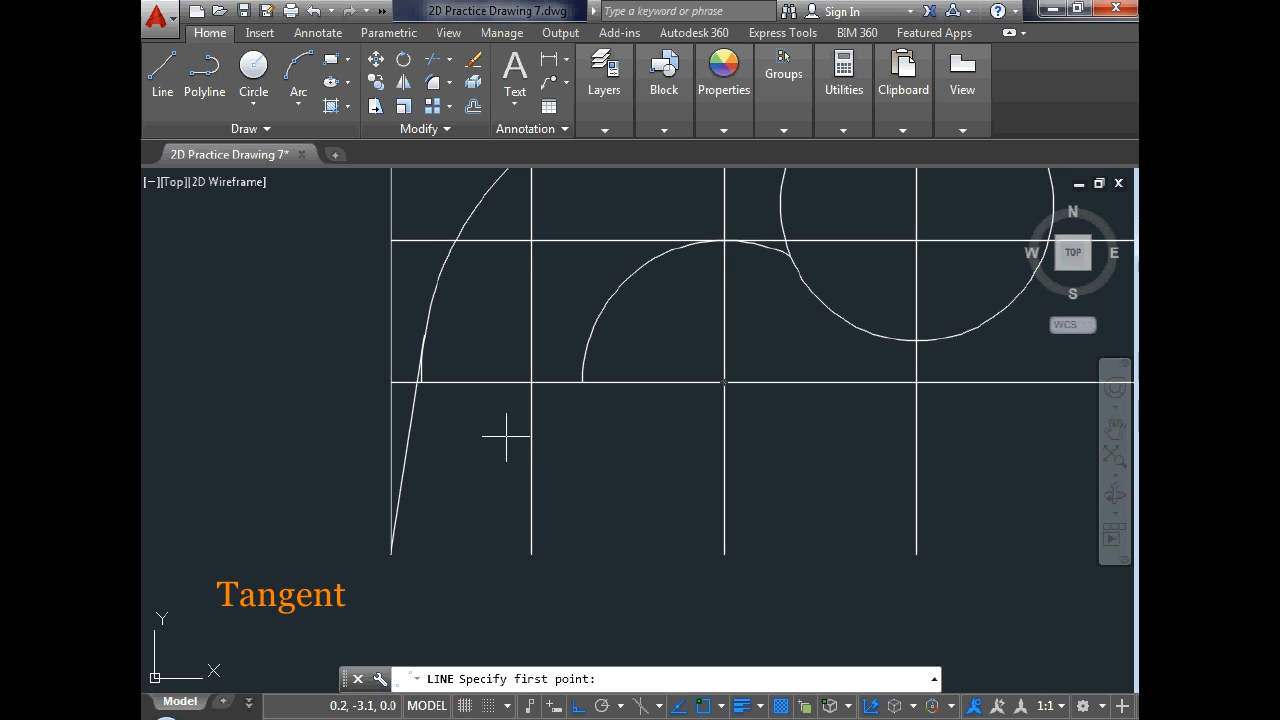 2D Practice Drawing 7.dwg
Type a keyword or phrase
Sign In
Home Insert Annotate Parametric View Manage Output Add-ins Autodesk 360 Express Tools BIM 360 Featured Apps
Line Polyline Circle Arc Text Layers Block Properties Groups Utilities Clipboard View
Draw Modify Annotation
2D Practice Drawing 7*
[−][Top][2D Wireframe]
N
W TOP E
S
WCS
Tangent
Y
X
LINE Specify first point:
Model
0.2, -3.1, 0.0 MODEL 1:1